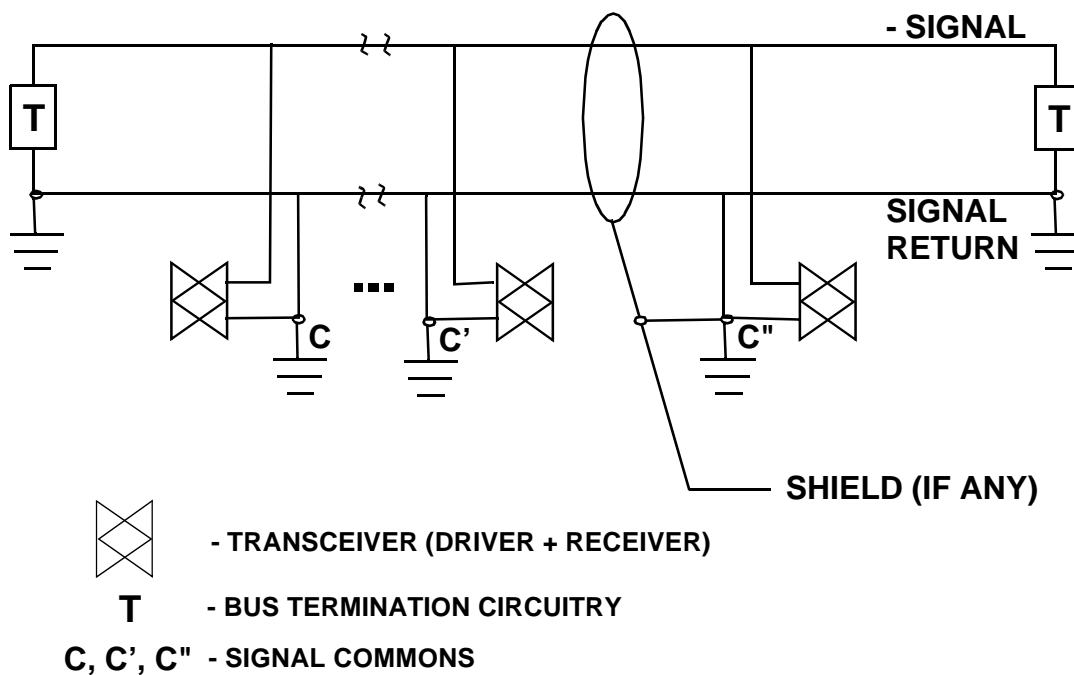 - SIGNAL
T
T
SIGNAL
RETURN
C
C’
C"
SHIELD (IF ANY)
- TRANSCEIVER (DRIVER + RECEIVER)
T - BUS TERMINATION CIRCUITRY
C, C’, C" - SIGNAL COMMONS